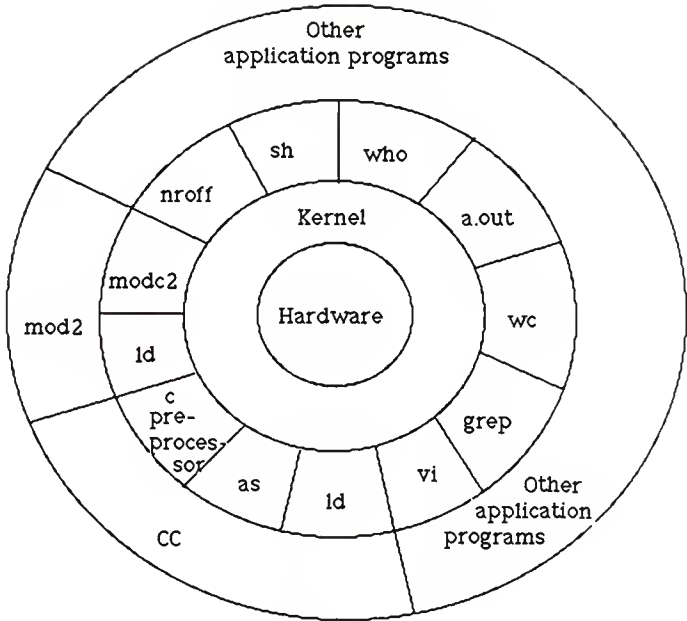 Other
application programs
sh
who
nroff
Kernel
a.out
modc2
Hardware
wc
mod2
ld
c
pre-
proces-
sor
grep
vi
as
ld
Other
application
programs
CC